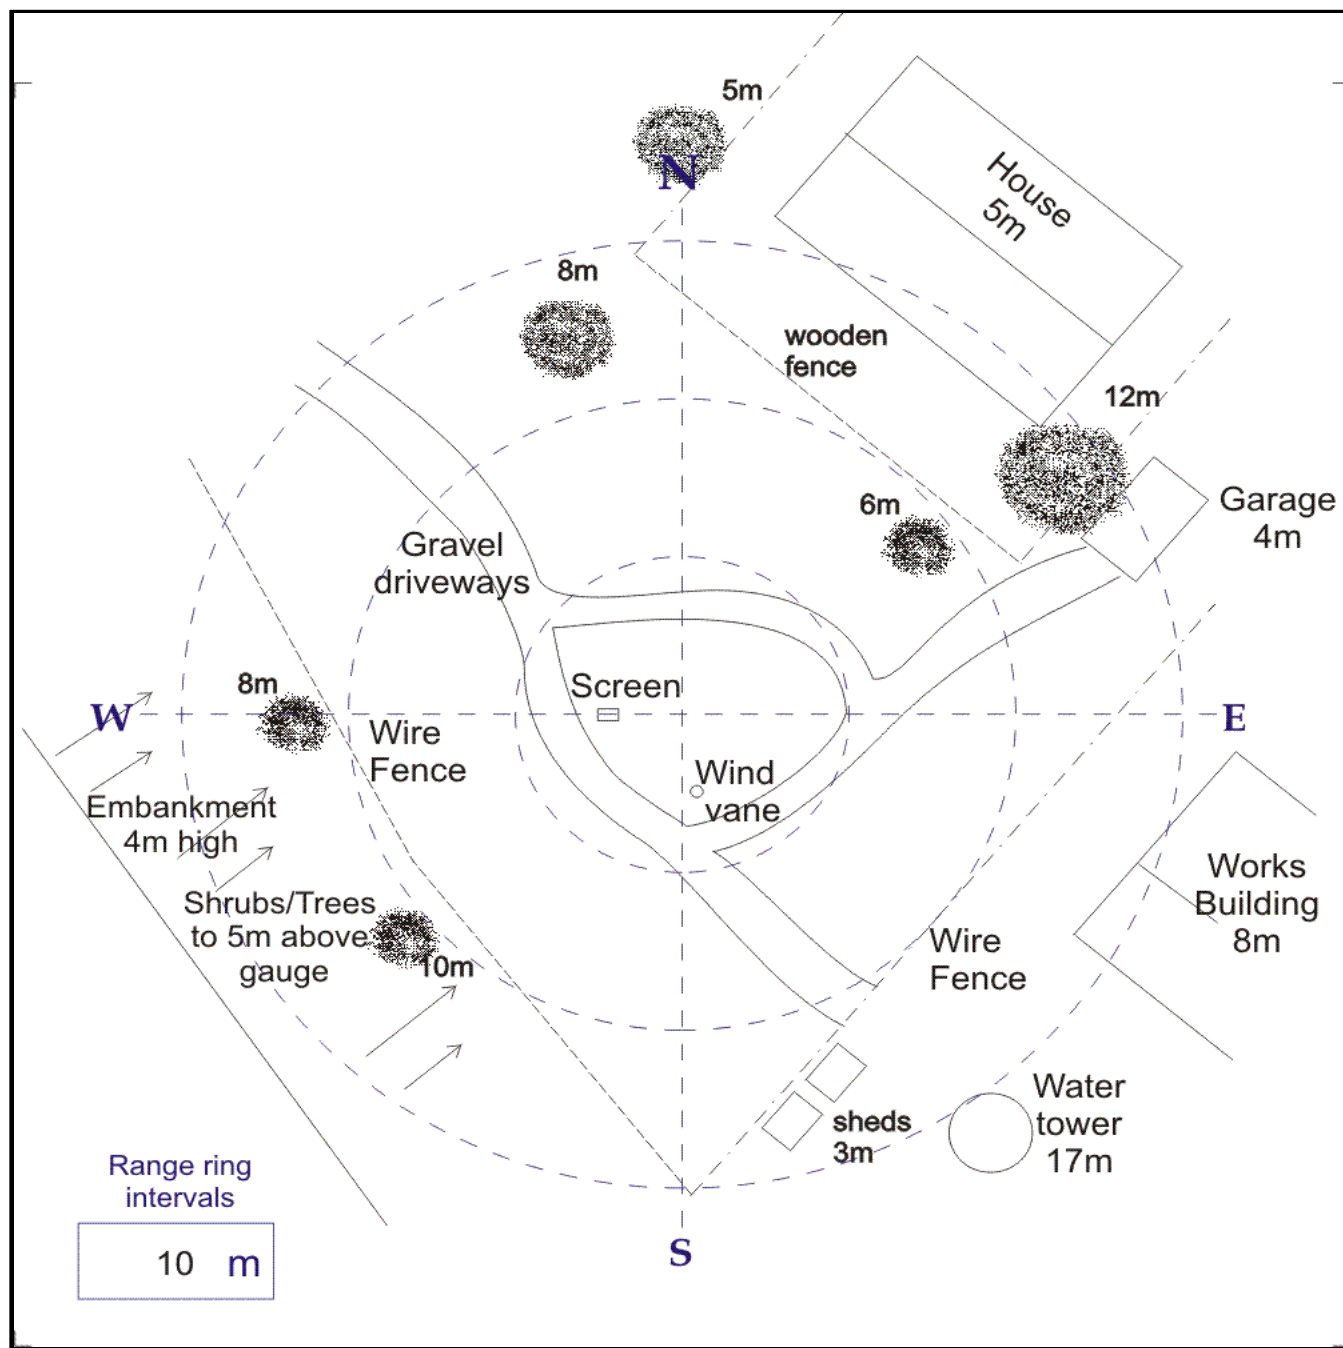 5m
N
House
5m
8m
wooden
fence
12m
6m
Garage
4m
Gravel
driveways
8m
Screen
W
E
Wire
Fence
Wind
vane
Embankment
4m high
Works
Building
8m
Shrubs/Trees
to 5m above
gauge
10m
Wire
Fence
Water
tower
17m
sheds
3m
Range ring
intervals
10 m
S